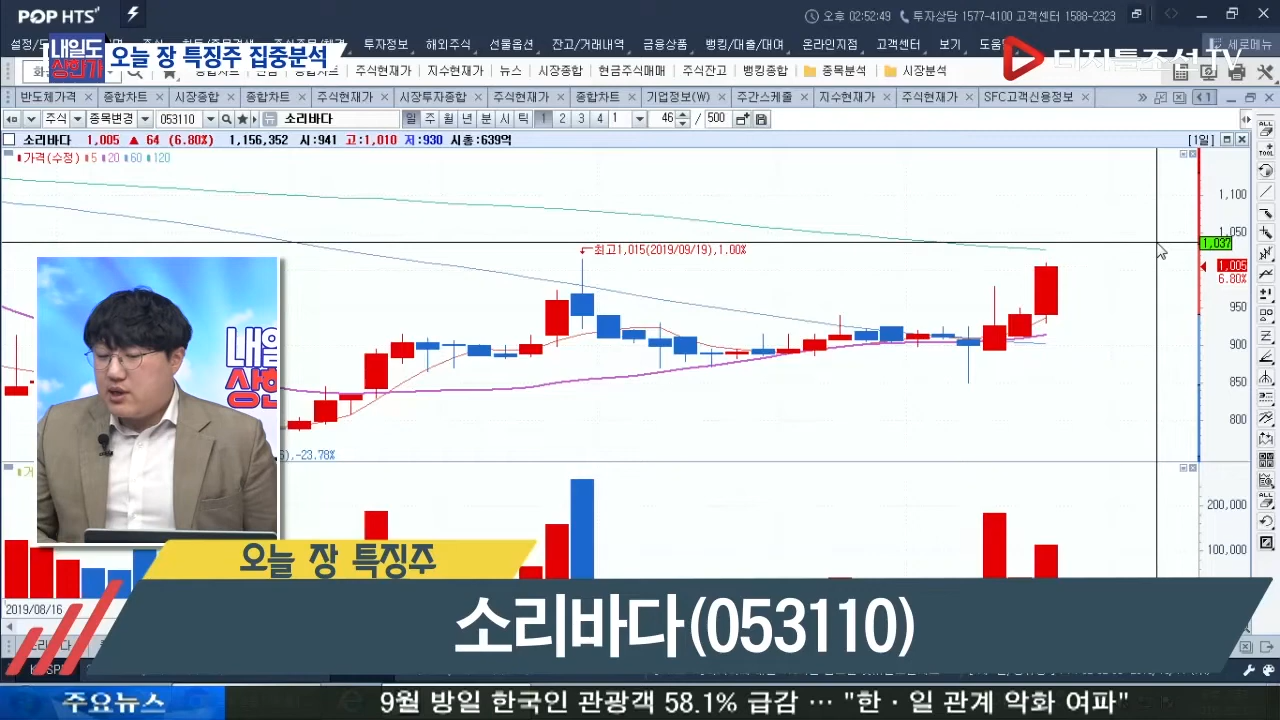 POP HTS
오후 02:52:49 투자상담 1577-4100 고객센터 1588-2323
투자정보 해외주식 선물옵션 잔고/거래내역 금융상품 뱅킹/대출/매매 온라인지점 고객센터 보기 세로메뉴
내일도 상한가
오늘 장 특징주 집중분석
디지틀조선TV
주식현재가 지수현재가 뉴스 시장종합 현금주식매매 주식잔고 뱅킹종합 종목분석 시장분석
반도체가격 종합차트 시장종합 종합차트 주식현재가 시장투자종합 주식현재가 종합차트 기업정보(W) 주간스케줄 지수현재가 주식현재가 SFC고객신용정보
주식 종목변경 053110 뉴 소리바다 일 주 월 년 분 시 틱 1 2 3 4 1 46 / 500
소리바다 1,005 ▲ 64 (6.80%) 1,156,352 시:941 고:1,010 저:930 시총:639억 [1일]
가격(수정) 5 20 60 120
1,100
1,050
1,037
최고1,015(2019/09/19),1.00%
1,005
6.80%
950
900
850
800
,-23.78%
200,000
100,000
2019/08/16
오늘 장 특징주
소리바다(053110)
주요뉴스
9월 방일 한국인 관광객 58.1% 급감 … "한·일 관계 악화 여파"